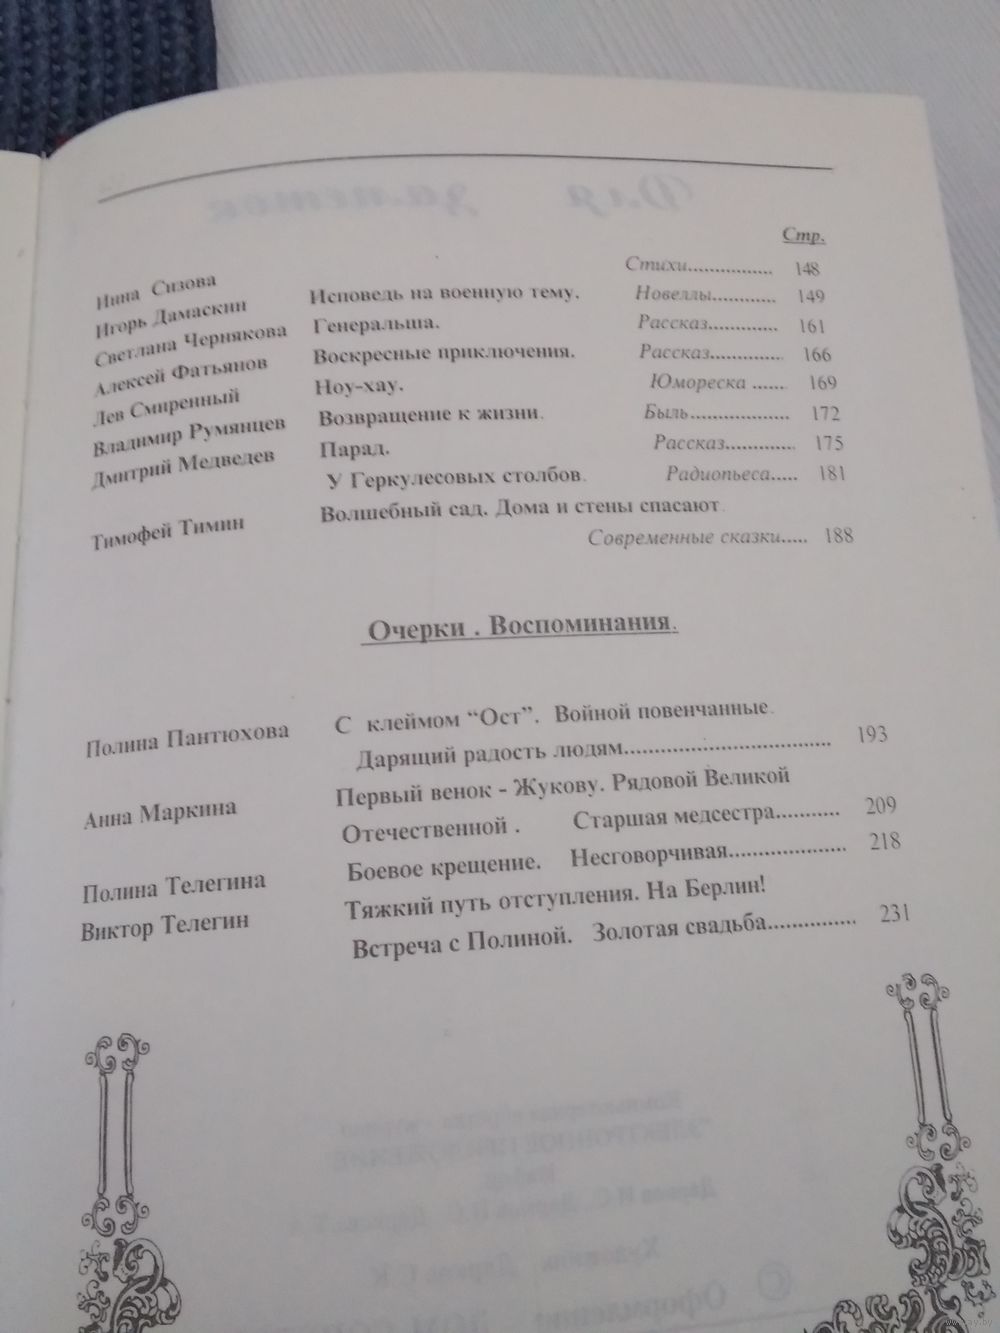 Стр.
Нина Сизова Стихи................ 148
Игорь Дамаскин Исповедь на военную тему. Новеллы............ 149
Светлана Чернякова Генеральша. Рассказ............. 161
Алексей Фатьянов Воскресные приключения. Рассказ............. 166
Лев Смиренный Ноу-хау. Юмореска ...... 169
Владимир Румянцев Возвращение к жизни. Быль.................. 172
Дмитрий Медведев Парад. Рассказ............. 175
У Геркулесовых столбов. Радиопьеса..... 181
Тимофей Тимин Волшебный сад. Дома и стены спасают.
Современные сказки..... 188
Очерки . Воспоминания.
Полина Пантюхова С клеймом “Ост”. Войной повенчанные.
Дарящий радость людям.................................. 193
Анна Маркина Первый венок - Жукову. Рядовой Великой
Отечественной . Старшая медсестра........... 209
Полина Телегина Боевое крещение. Несговорчивая.................... 218
Виктор Телегин Тяжкий путь отступления. На Берлин!
Встреча с Полиной. Золотая свадьба............... 231